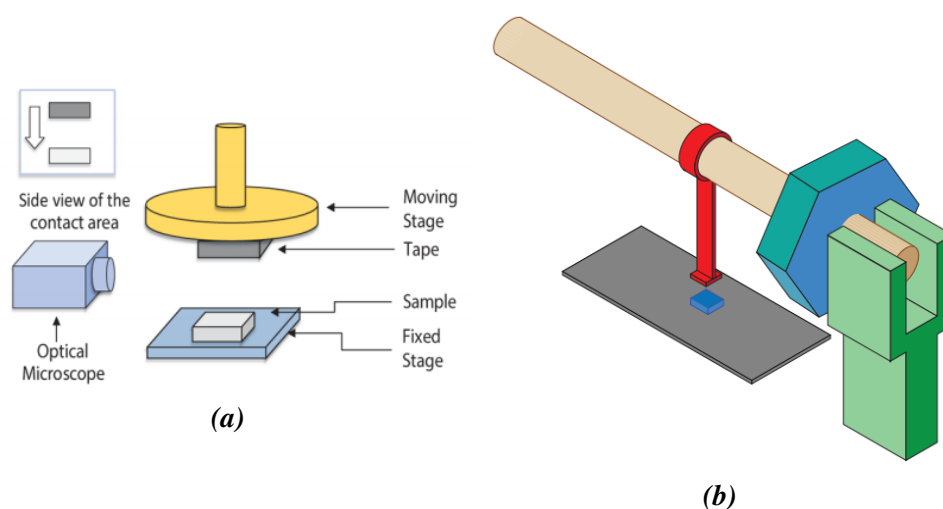 Side view of the
contact area
Moving
Stage
Tape
Sample
Fixed
Stage
Optical
Microscope
(a)
(b)